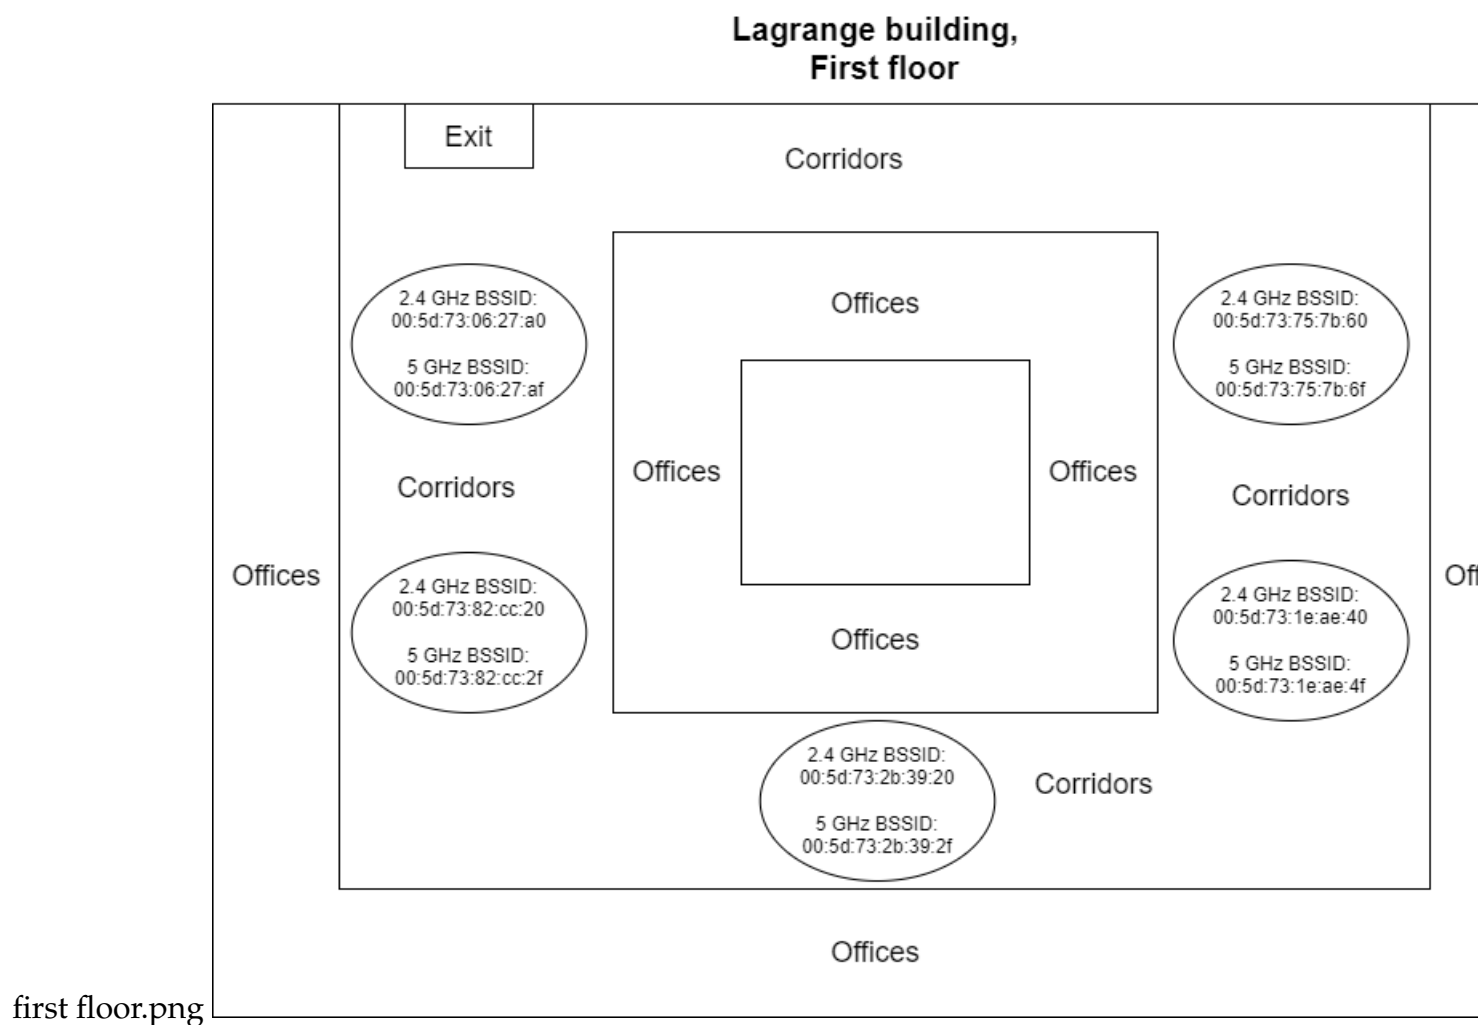 Lagrange building,
First floor
Exit
Corridors
2.4 GHz BSSID:
00:5d:73:06:27:a0
5 GHz BSSID:
00:5d:73:06:27:af
Offices
2.4 GHz BSSID:
00:5d:73:75:7b:60
5 GHz BSSID:
00:5d:73:75:7b:6f
Offices
Offices
Corridors
Corridors
Offices
2.4 GHz BSSID:
00:5d:73:82:cc:20
5 GHz BSSID:
00:5d:73:82:cc:2f
Offices
2.4 GHz BSSID:
00:5d:73:1e:ae:40
5 GHz BSSID:
00:5d:73:1e:ae:4f
2.4 GHz BSSID:
00:5d:73:2b:39:20
5 GHz BSSID:
00:5d:73:2b:39:2f
Corridors
Offices
first floor.png